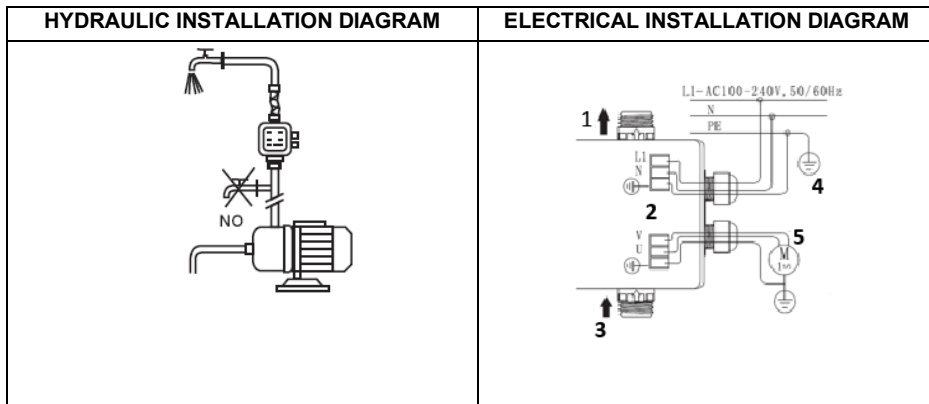 HYDRAULIC INSTALLATION DIAGRAM
ELECTRICAL INSTALLATION DIAGRAM
NO
L1-AC100-240V, 50/60Hz
N
PE
1
L1
N
2
4
V
U
5
M
1~
3